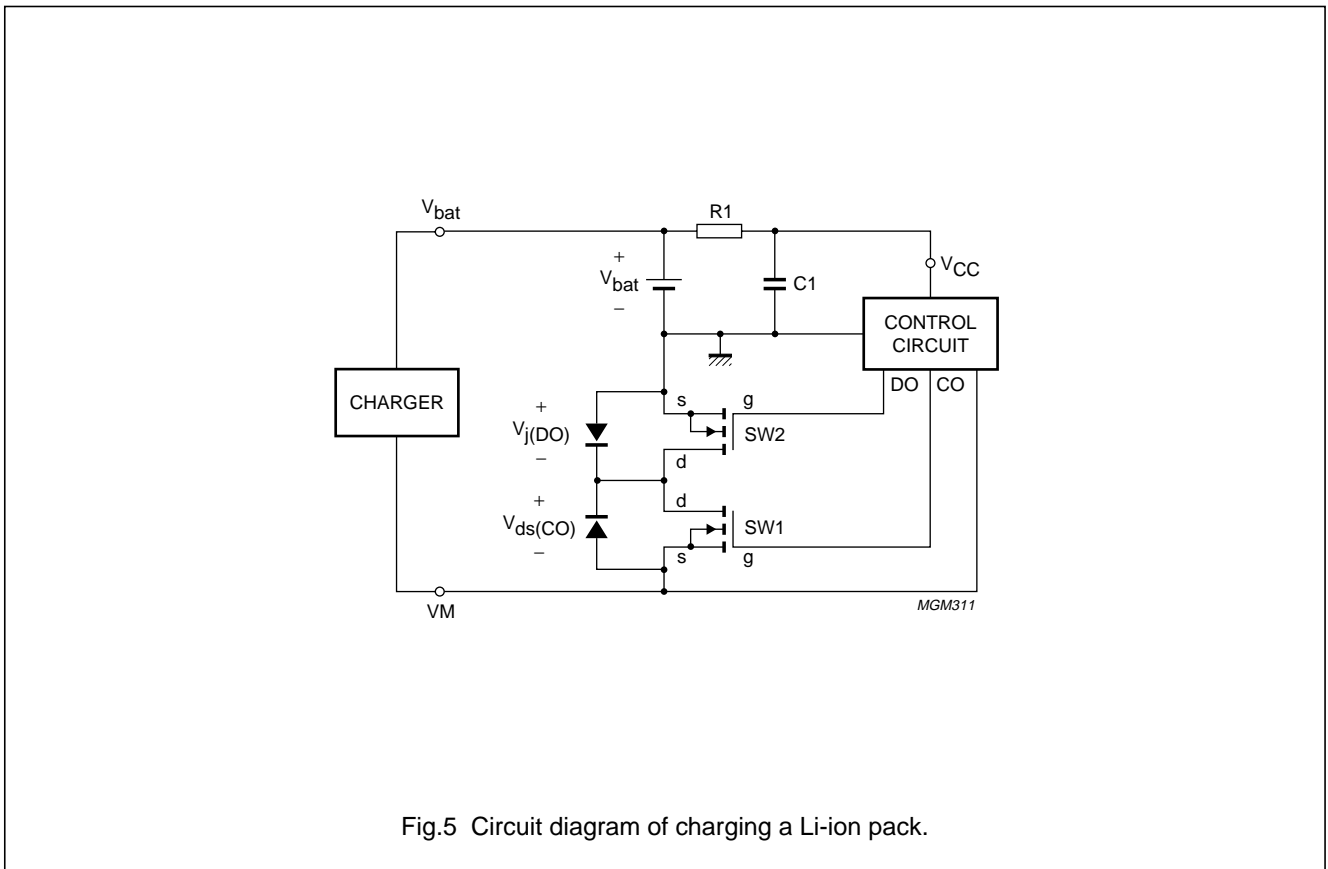 Vbat
R1
+
Vbat
−
C1
VCC
CONTROL
CIRCUIT
DO CO
CHARGER
+
Vj(DO)
−
s
g
SW2
d
+
Vds(CO)
−
d
SW1
s
g
VM
MGM311
Fig.5 Circuit diagram of charging a Li-ion pack.